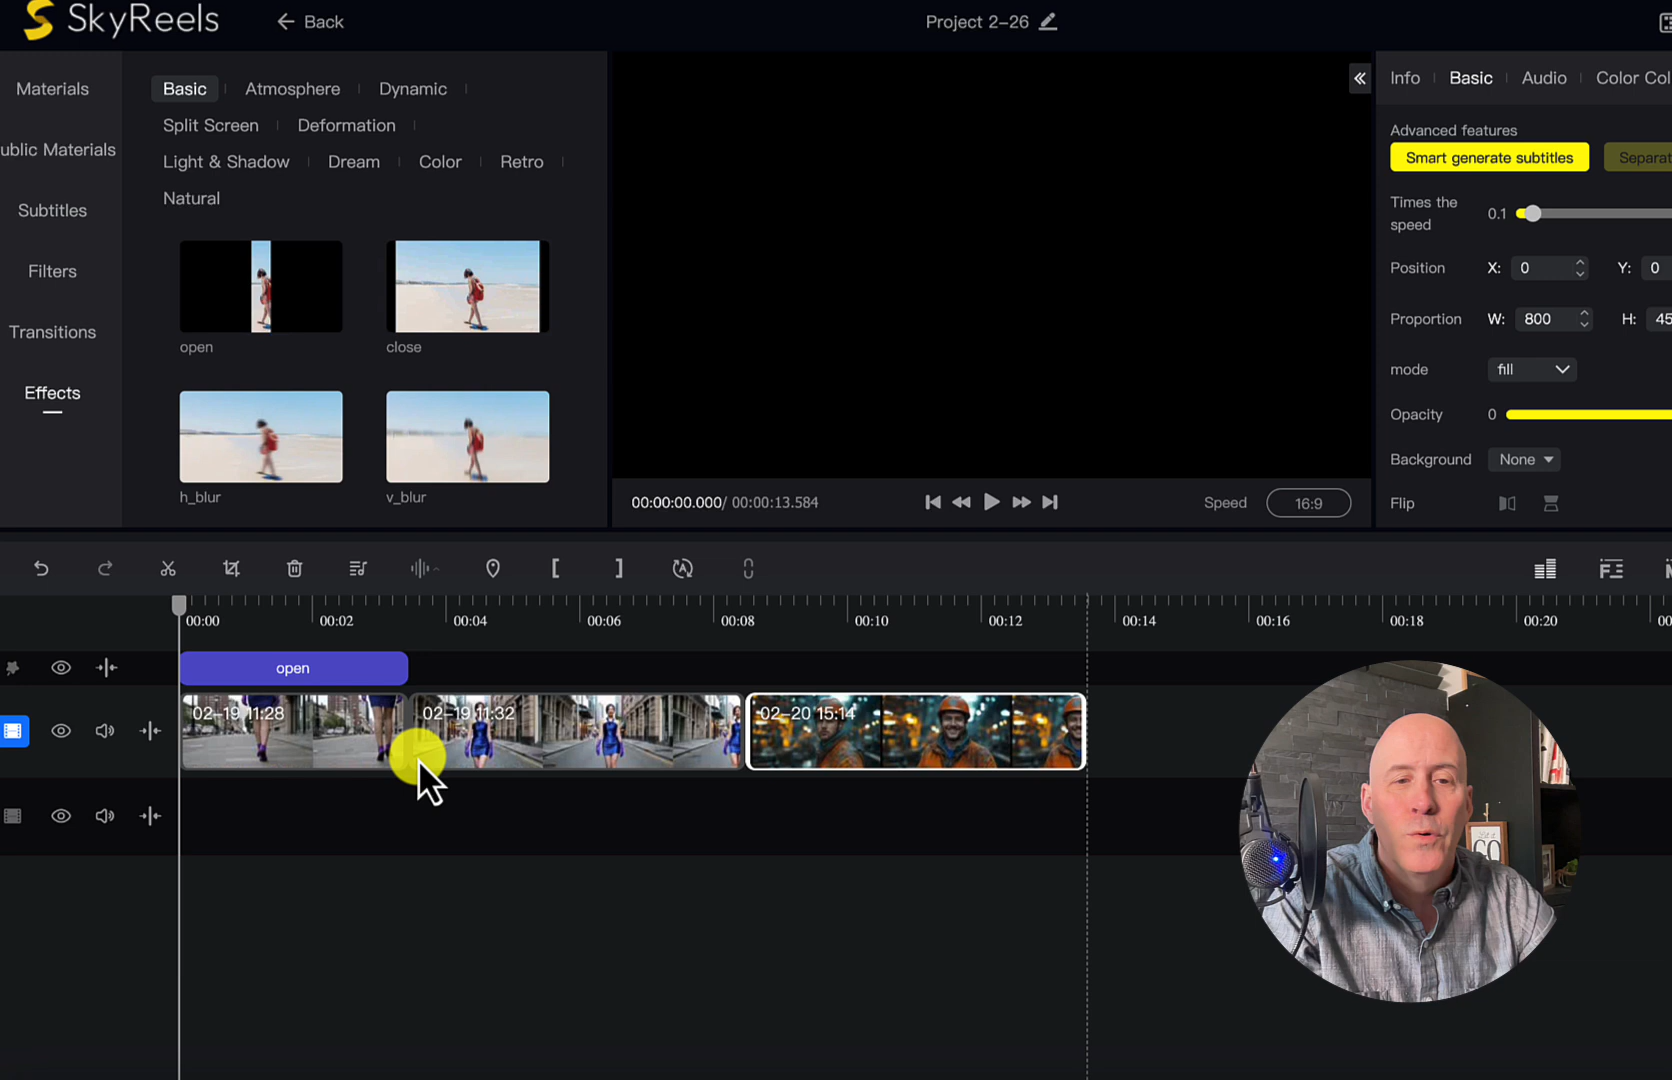 SkyReels
Back
Project 2-26
Materials
ublic Materials
Subtitles
Filters
Transitions
Effects
Basic
Atmosphere
Dynamic
Split Screen
Deformation
Light & Shadow
Dream
Color
Retro
Natural
open
close
h_blur
v_blur
00:00:00.000/ 00:00:13.584
Speed
16:9
Info
Basic
Audio
Color Col
Advanced features
Smart generate subtitles
Separat
Times the
speed
0.1
Position
X: 0
Y: 0
Proportion
W: 800
H: 45
mode
fill
Opacity
0
Background
None
Flip
00:00
00:02
00:04
00:06
00:08
00:10
00:12
00:14
00:16
00:18
00:20
00
open
02-19 11:28
02-19 11:32
02-20 15:14
GO